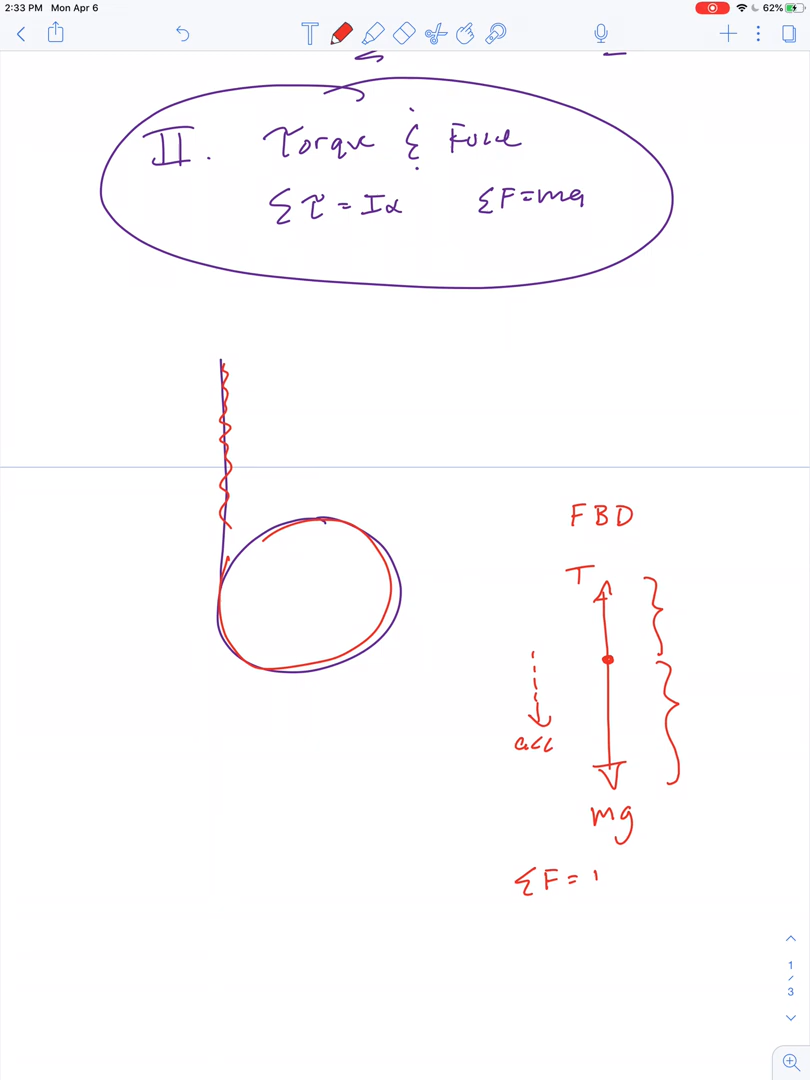 2:33 PM Mon Apr 6
62%
T
II. Torque & Force
Στ = Iα ΣF=ma
FBD
T
acc
mg
ΣF =
1
/
3